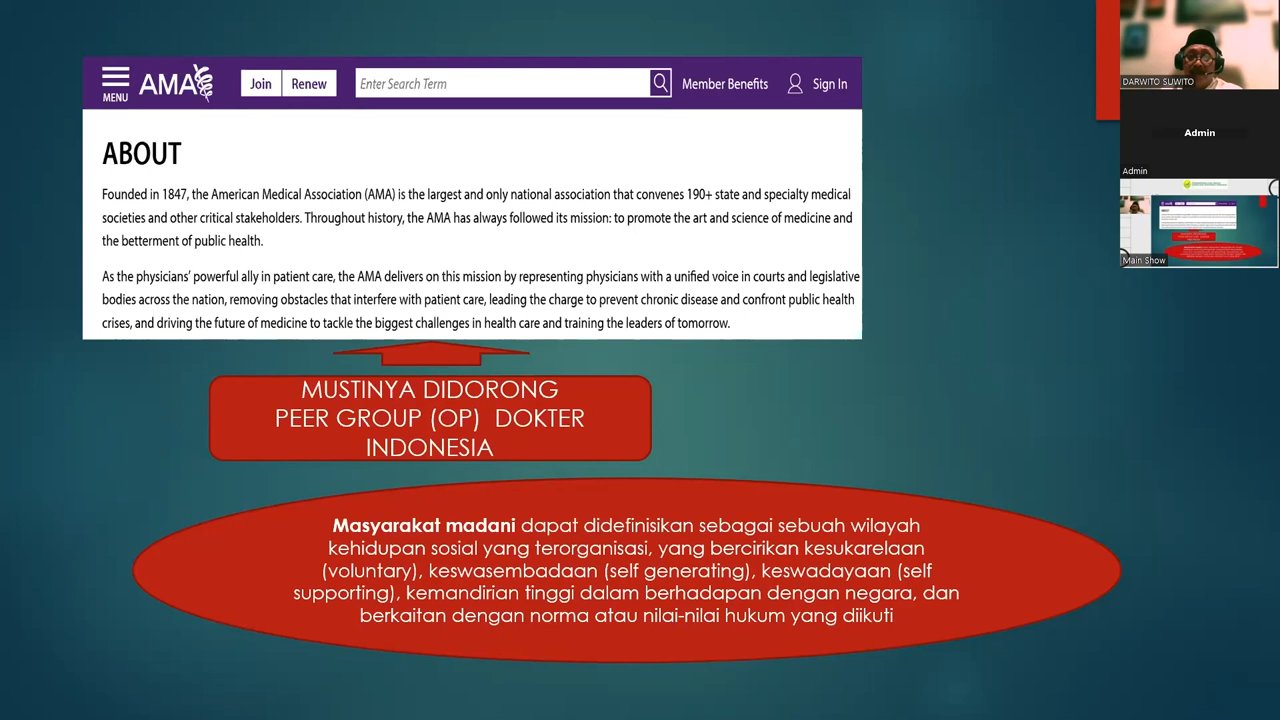 MENU
AMA
Join
Renew
Enter Search Term
Member Benefits
Sign In
ABOUT
Founded in 1847, the American Medical Association (AMA) is the largest and only national association that convenes 190+ state and specialty medical
societies and other critical stakeholders. Throughout history, the AMA has always followed its mission: to promote the art and science of medicine and
the betterment of public health.
As the physicians' powerful ally in patient care, the AMA delivers on this mission by representing physicians with a unified voice in courts and legislative
bodies across the nation, removing obstacles that interfere with patient care, leading the charge to prevent chronic disease and confront public health
crises, and driving the future of medicine to tackle the biggest challenges in health care and training the leaders of tomorrow.
MUSTINYA DIDORONG
PEER GROUP (OP) DOKTER
INDONESIA
Masyarakat madani dapat didefinisikan sebagai sebuah wilayah
kehidupan sosial yang terorganisasi, yang bercirikan kesukarelaan
(voluntary), keswasembadaan (self generating), keswadayaan (self
supporting), kemandirian tinggi dalam berhadapan dengan negara, dan
berkaitan dengan norma atau nilai-nilai hukum yang diikuti
DARWITO SUWITO
Admin
Admin
Main Show